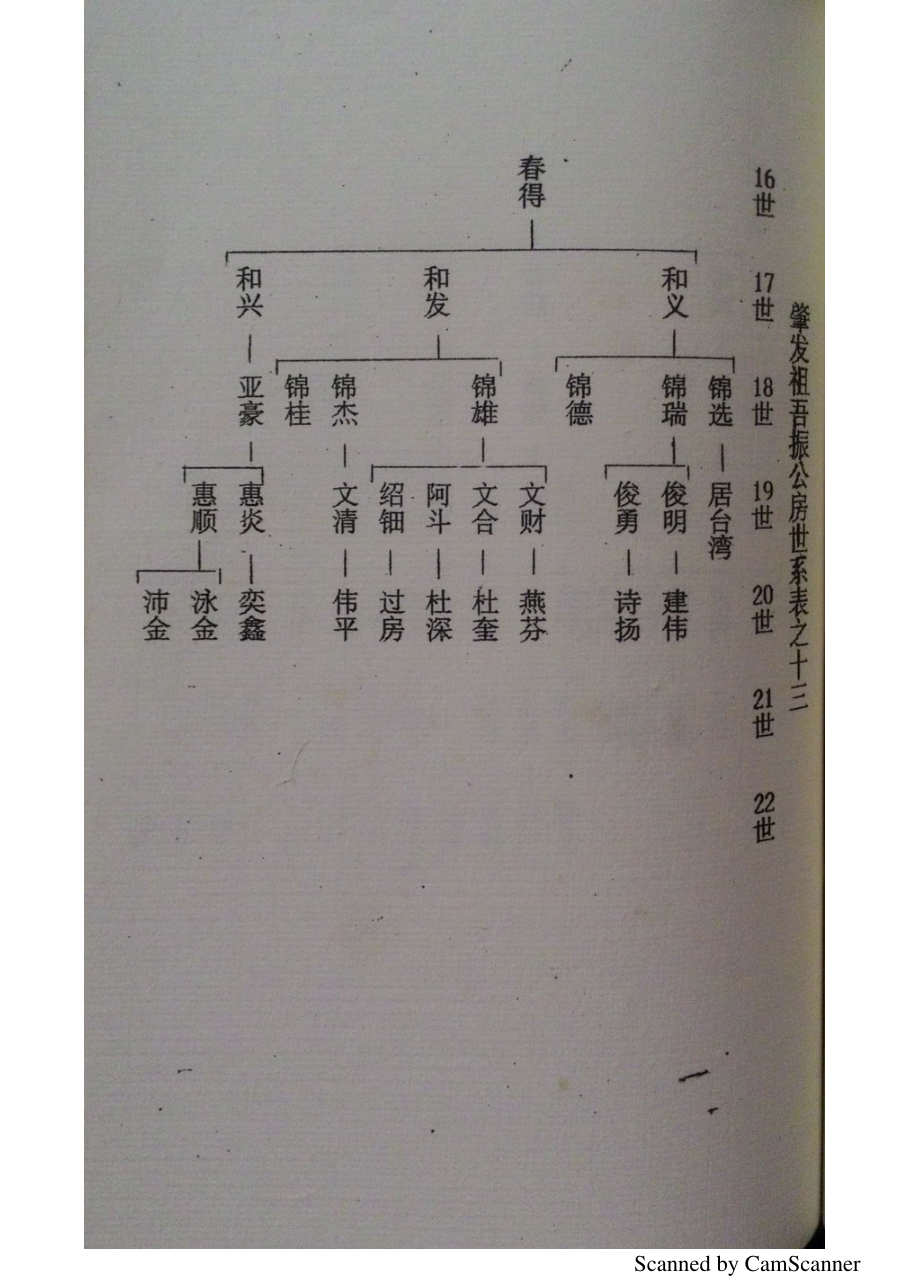 肇发祖吾振公房世系表之十三
16世
17世
18世
19世
20世
21世
22世
春得
和义
和发
和兴
锦选
锦瑞
锦德
锦雄
锦杰
锦桂
亚豪
居台湾
俊明
俊勇
文财
文合
阿斗
绍钿
文清
惠炎
惠顺
建伟
诗扬
燕芬
杜奎
杜深
过房
伟平
奕鑫
泳金
沛金
Scanned by CamScanner